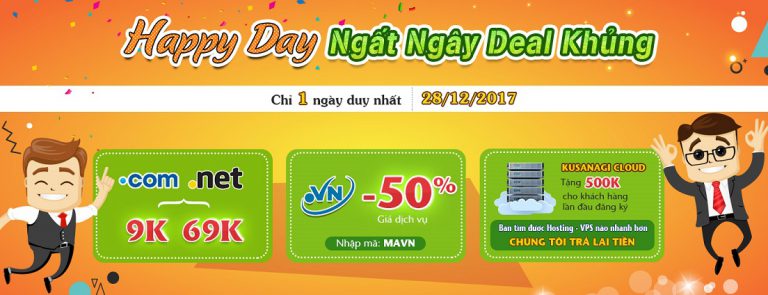 Happy Day Ngất Ngây Deal Khủng
Chỉ 1 ngày duy nhất 28/12/2017
.com .net
9K 69K
.VN -50%
Giá dịch vụ
Nhập mã: MAVN
KUSANAGI CLOUD
Tặng 500K
cho khách hàng
lần đầu đăng ký
Bạn tìm được Hosting - VPS nào nhanh hơn
CHÚNG TÔI TRẢ LẠI TIỀN